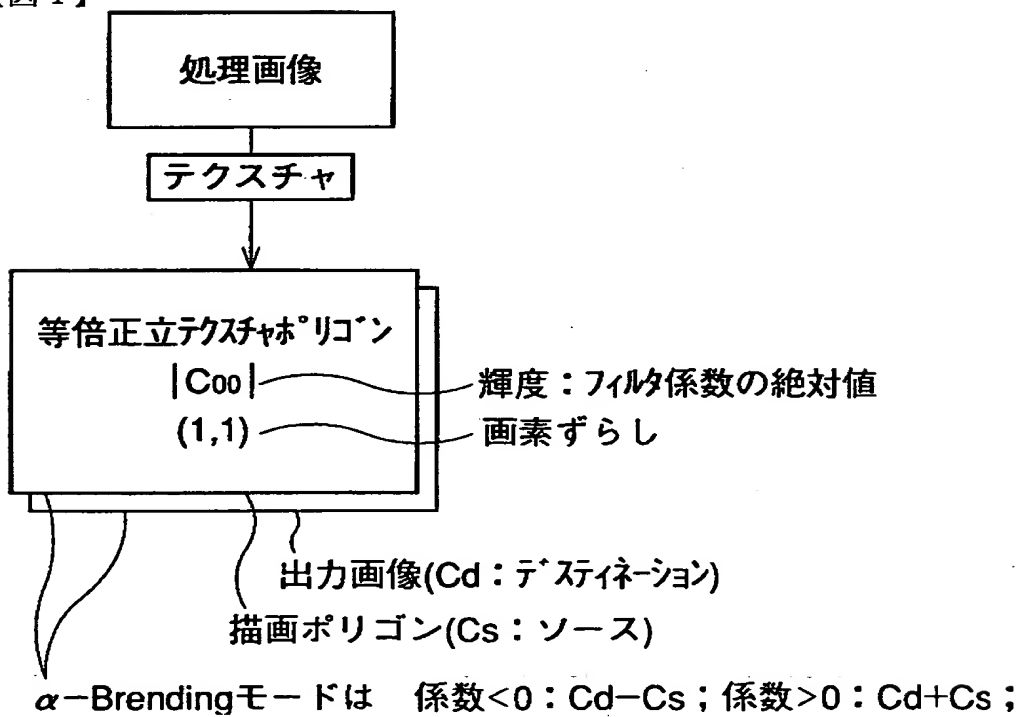 【図1】
処理画像
テクスチャ
等倍正立テクスチャポリゴン
|C00|
輝度：フィルタ係数の絶対値
(1,1)
画素ずらし
出力画像(Cd：デスティネーション)
描画ポリゴン(Cs：ソース)
α−Brendingモードは 係数<0：Cd−Cs；係数>0：Cd+Cs；